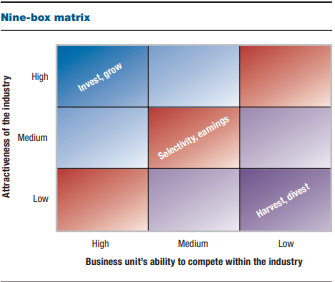 Nine-box matrix
Attractiveness of the industry
High
Medium
Low
Invest, grow
Selectivity, earnings
Harvest, divest
High
Medium
Low
Business unit's ability to compete within the industry